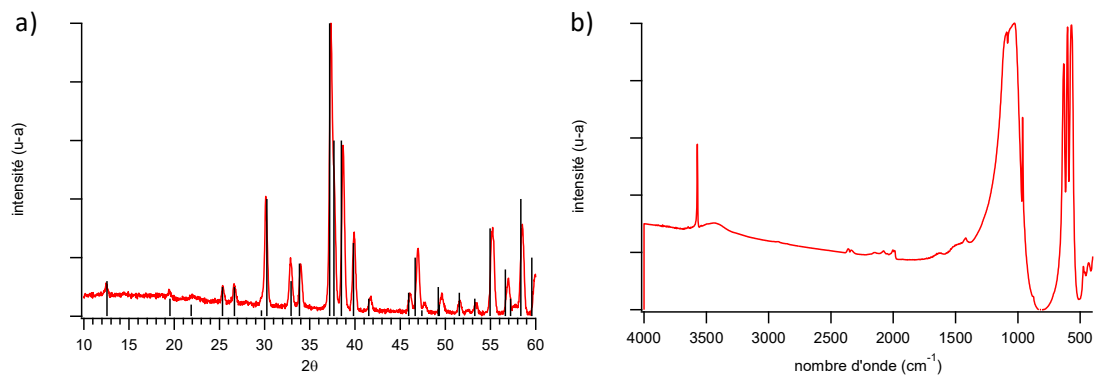 a)
intensité (u-a)
10 15 20 25 30 35 40 45 50 55 60
2θ
b)
intensité (u-a)
4000 3500 3000 2500 2000 1500 1000 500
nombre d'onde (cm⁻¹)